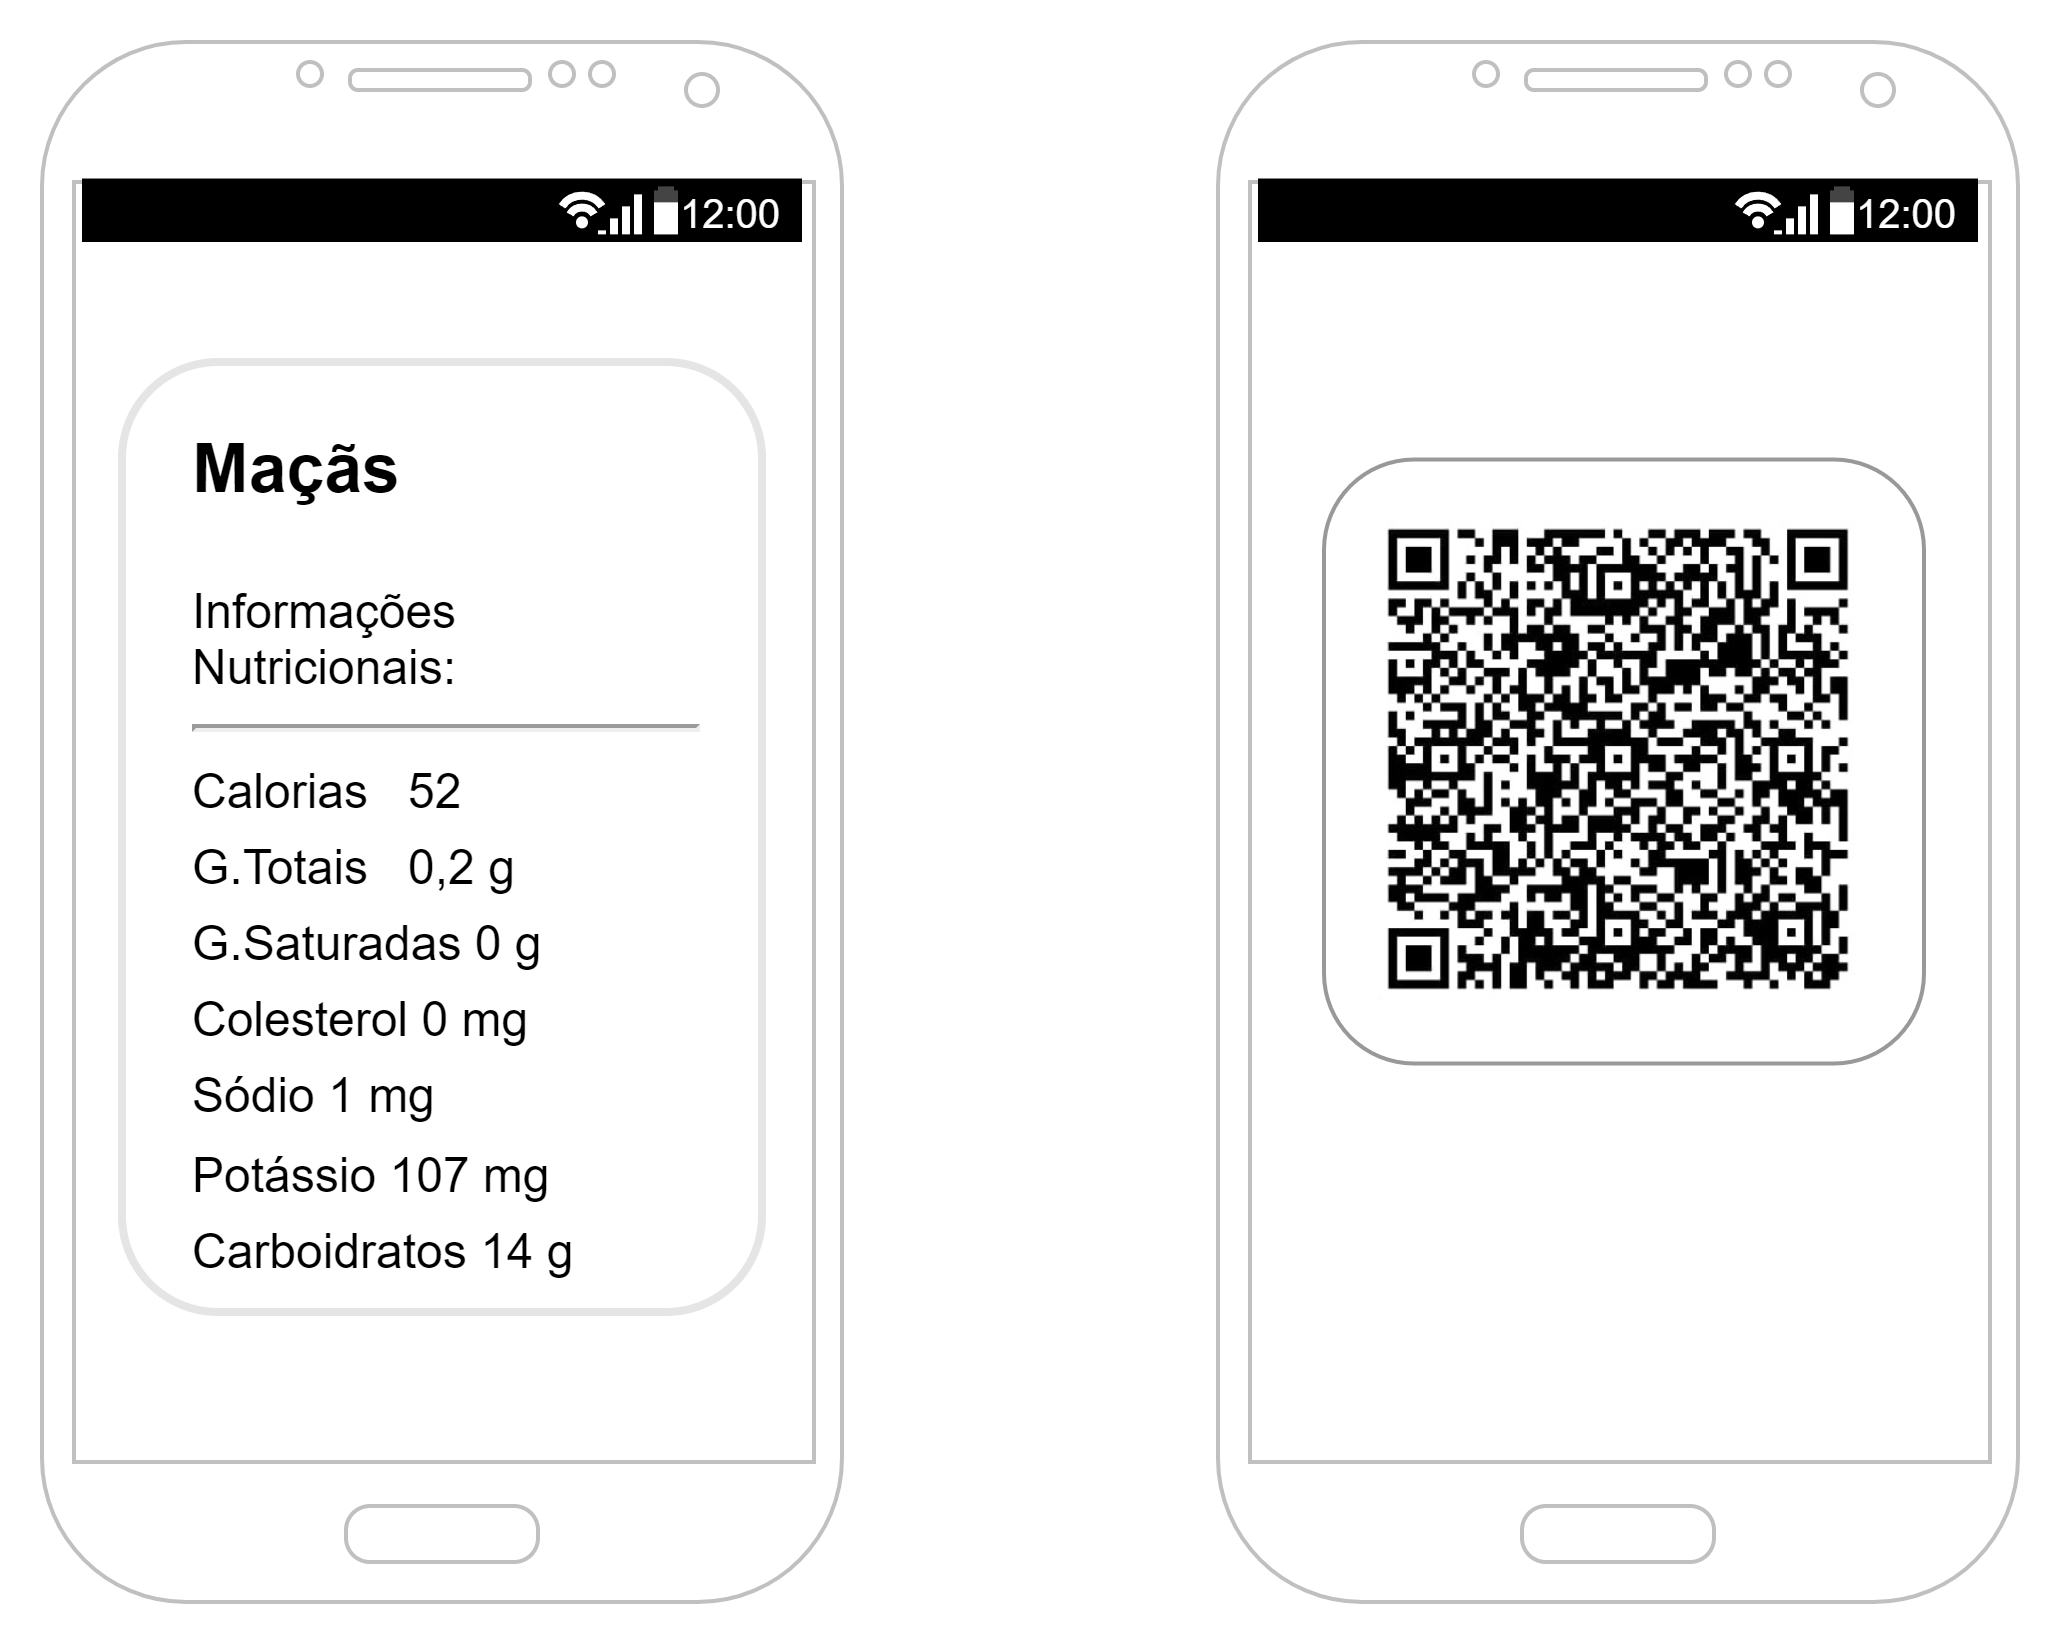 12:00
Maçãs
Informações
Nutricionais:
Calorias 52
G.Totais 0,2 g
G.Saturadas 0 g
Colesterol 0 mg
Sódio 1 mg
Potássio 107 mg
Carboidratos 14 g
12:00